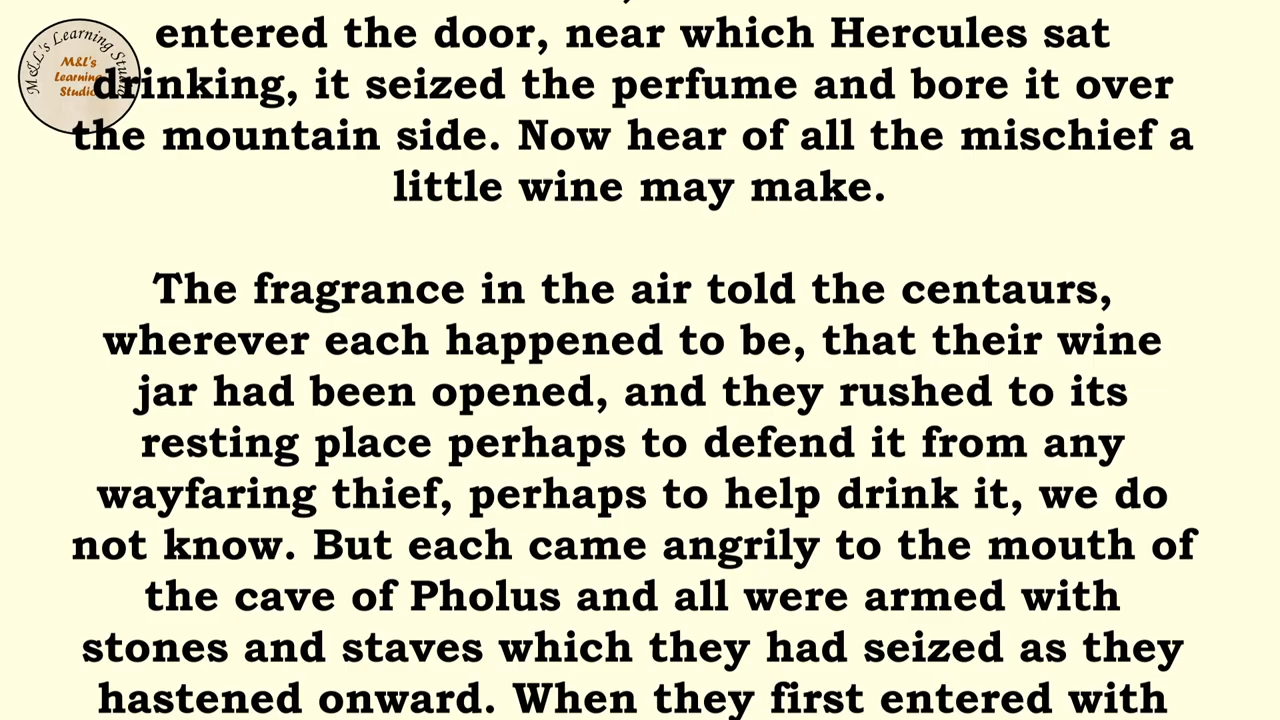 M&L's Learning Studio
M&L's
Learning
Studio
entered the door, near which Hercules sat
drinking, it seized the perfume and bore it over
the mountain side. Now hear of all the mischief a
little wine may make.
The fragrance in the air told the centaurs,
wherever each happened to be, that their wine
jar had been opened, and they rushed to its
resting place perhaps to defend it from any
wayfaring thief, perhaps to help drink it, we do
not know. But each came angrily to the mouth of
the cave of Pholus and all were armed with
stones and staves which they had seized as they
hastened onward. When they first entered with